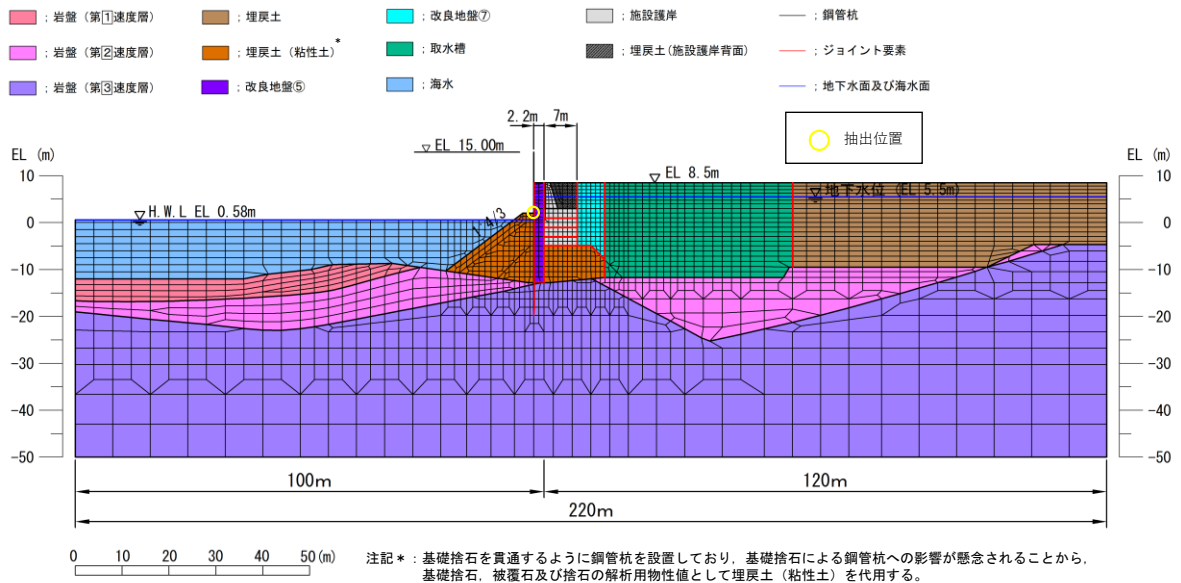 ；岩盤（第1速度層）
；埋戻土
；改良地盤⑦
；施設護岸
；鋼管杭
；岩盤（第2速度層）
；埋戻土（粘性土）*
；取水槽
；埋戻土(施設護岸背面)
；ジョイント要素
；岩盤（第3速度層）
；改良地盤⑤
；海水
；地下水面及び海水面
2.2m 7m
抽出位置
EL (m)
▽ EL 15.00m
EL (m)
10
EL 8.5m
10
地下水位 (EL 5.5m)
0
H.W.L EL 0.58m
1:4/3
0
-10
-10
-20
-20
-30
-30
-40
-40
-50
-50
100m
120m
220m
0 10 20 30 40 50(m)
注記*：基礎捨石を貫通するように鋼管杭を設置しており，基礎捨石による鋼管杭への影響が懸念されることから，
基礎捨石，被覆石及び捨石の解析用物性値として埋戻土（粘性土）を代用する。